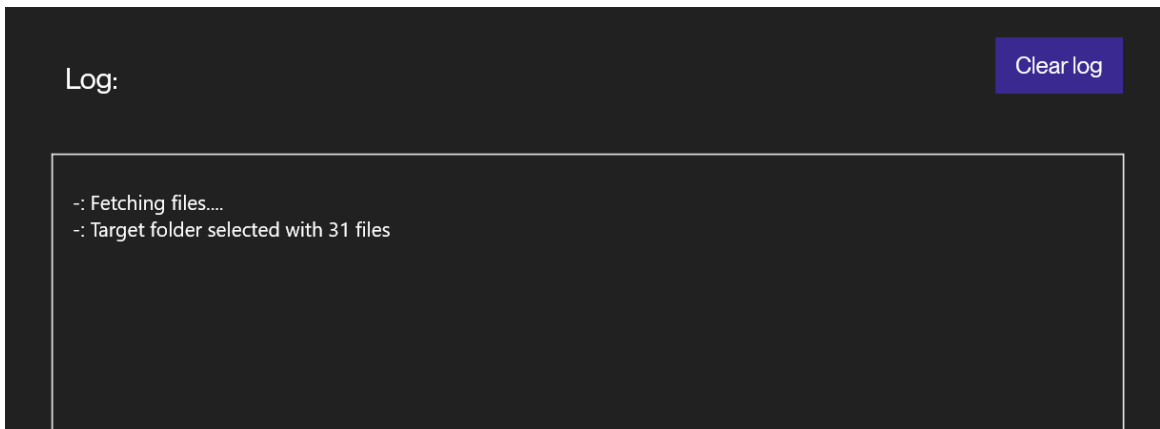 Log:
Clear log
-: Fetching files....
-: Target folder selected with 31 files